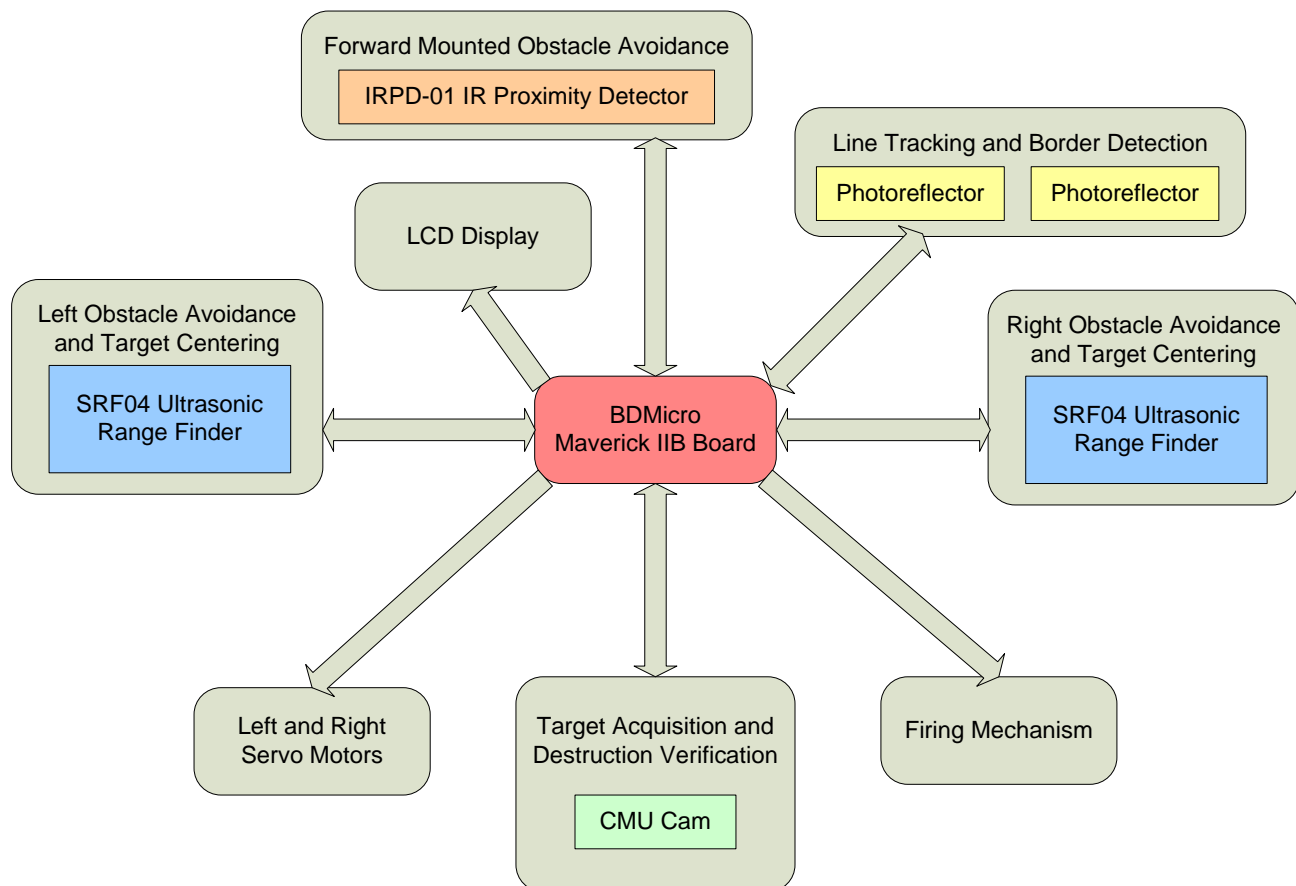 Forward Mounted Obstacle Avoidance
IRPD-01 IR Proximity Detector
Line Tracking and Border Detection
Photoreflector
Photoreflector
LCD Display
Left Obstacle Avoidance
and Target Centering
SRF04 Ultrasonic
Range Finder
BDMicro
Maverick IIB Board
Right Obstacle Avoidance
and Target Centering
SRF04 Ultrasonic
Range Finder
Left and Right
Servo Motors
Target Acquisition and
Destruction Verification
CMU Cam
Firing Mechanism